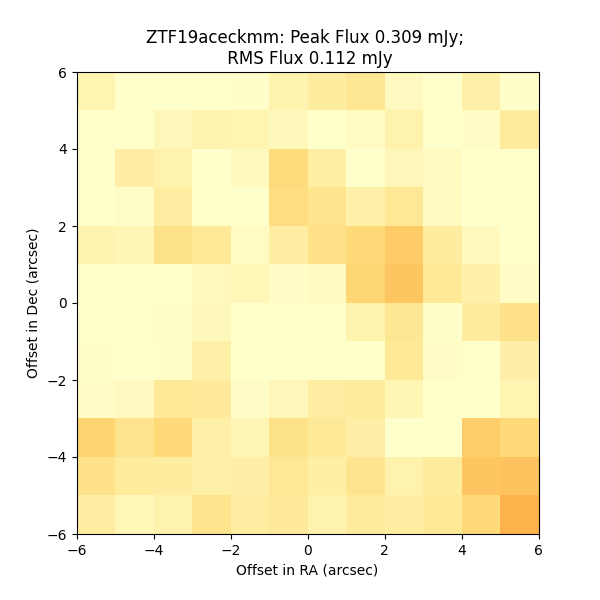 ZTF19aceckmm: Peak Flux 0.309 mJy;
RMS Flux 0.112 mJy
6
4
2
0
−2
−4
−6
Offset in Dec (arcsec)
−6 −4 −2 0 2 4 6
Offset in RA (arcsec)